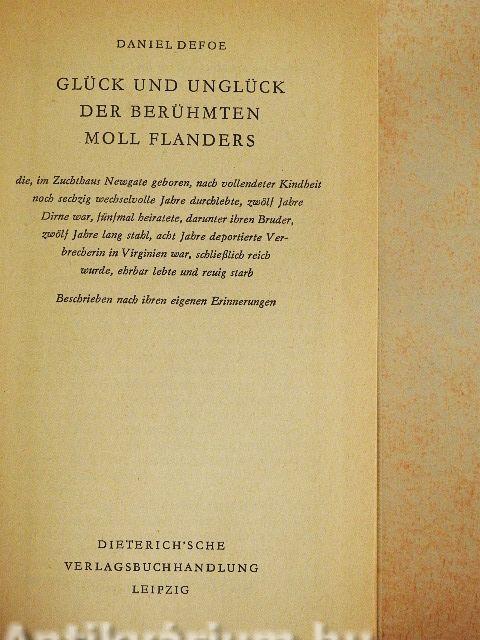 DANIEL DEFOE
GLÜCK UND UNGLÜCK
DER BERÜHMTEN
MOLL FLANDERS
die, im Zuchthaus Newgate geboren, nach vollendeter Kindheit
noch sechzig wechselvolle Jahre durchlebte, zwölf Jahre
Dirne war, fünfmal heiratete, darunter ihren Bruder,
zwölf Jahre lang stahl, acht Jahre deportierte Ver-
brecherin in Virginien war, schließlich reich
wurde, ehrbar lebte und reuig starb
Beschrieben nach ihren eigenen Erinnerungen
DIETERICH'SCHE
VERLAGSBUCHHANDLUNG
LEIPZIG
Antikvárium.hu